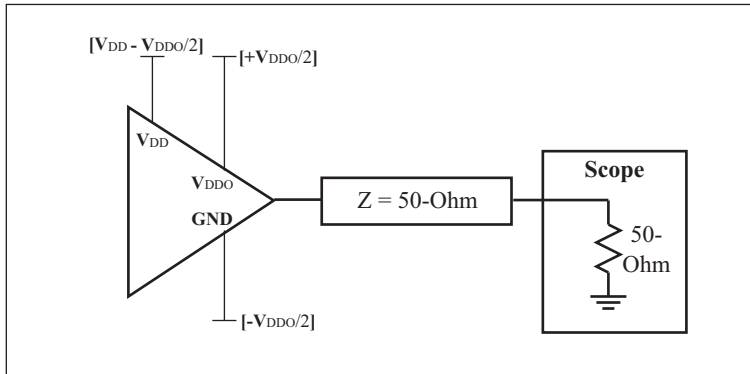 [VDD - VDDO/2]
[+VDDO/2]
VDD
VDDO
GND
[-VDDO/2]
Z = 50-Ohm
Scope
50-
Ohm